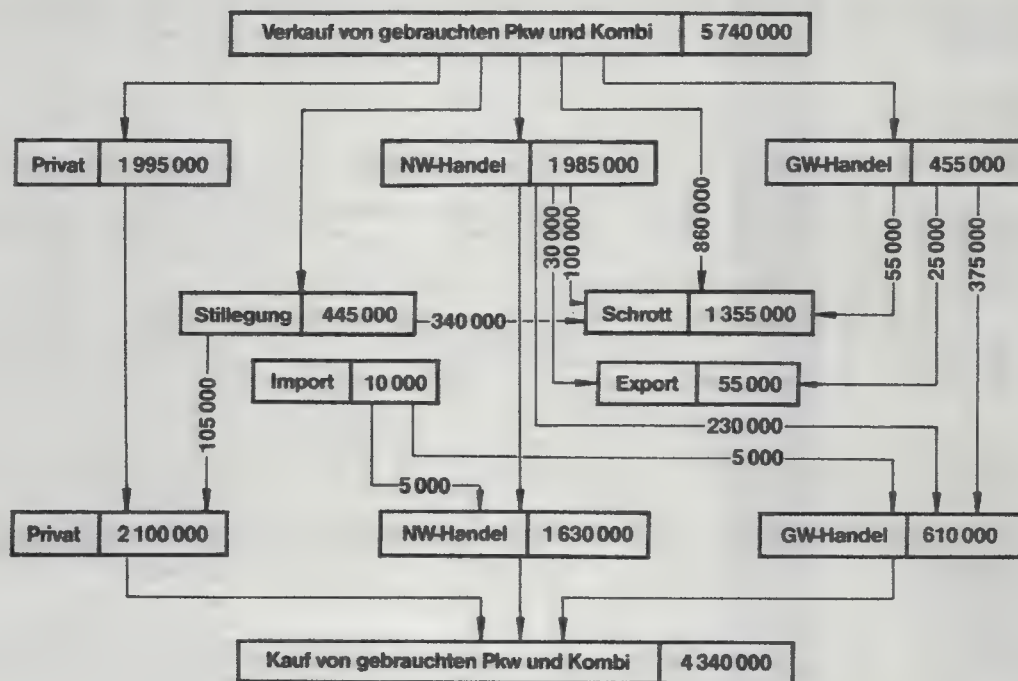 Verkauf von gebrauchten Pkw und Kombi 5 740 000
Privat 1 995 000
NW-Handel 1 985 000
GW-Handel 455 000
30 000
100 000
860 000
55 000
25 000
375 000
Stillegung 445 000
340 000
Schrott 1 355 000
Import 10 000
Export 55 000
105 000
230 000
5 000
5 000
Privat 2 100 000
NW-Handel 1 630 000
GW-Handel 610 000
Kauf von gebrauchten Pkw und Kombi 4 340 000